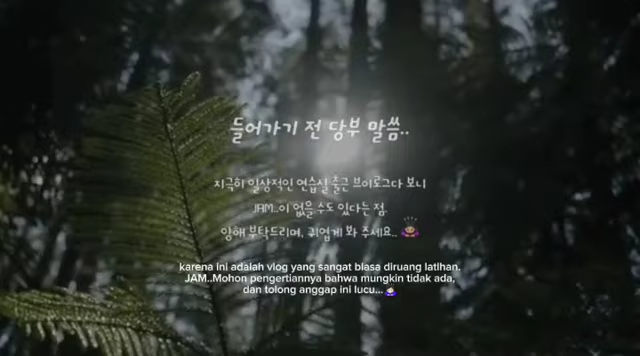 들어가기 전 당부 말씀..
지극히 일상적인 연습실 출근 브이로그다 보니
JAM..이 없을 수도 있다는 점
양해 부탁드리며, 귀엽게 봐 주세요.. 🙇‍♀️
karena ini adalah vlog yang sangat biasa diruang latihan.
JAM..Mohon pengertiannya bahwa mungkin tidak ada,
dan tolong anggap ini lucu... 🙇‍♀️